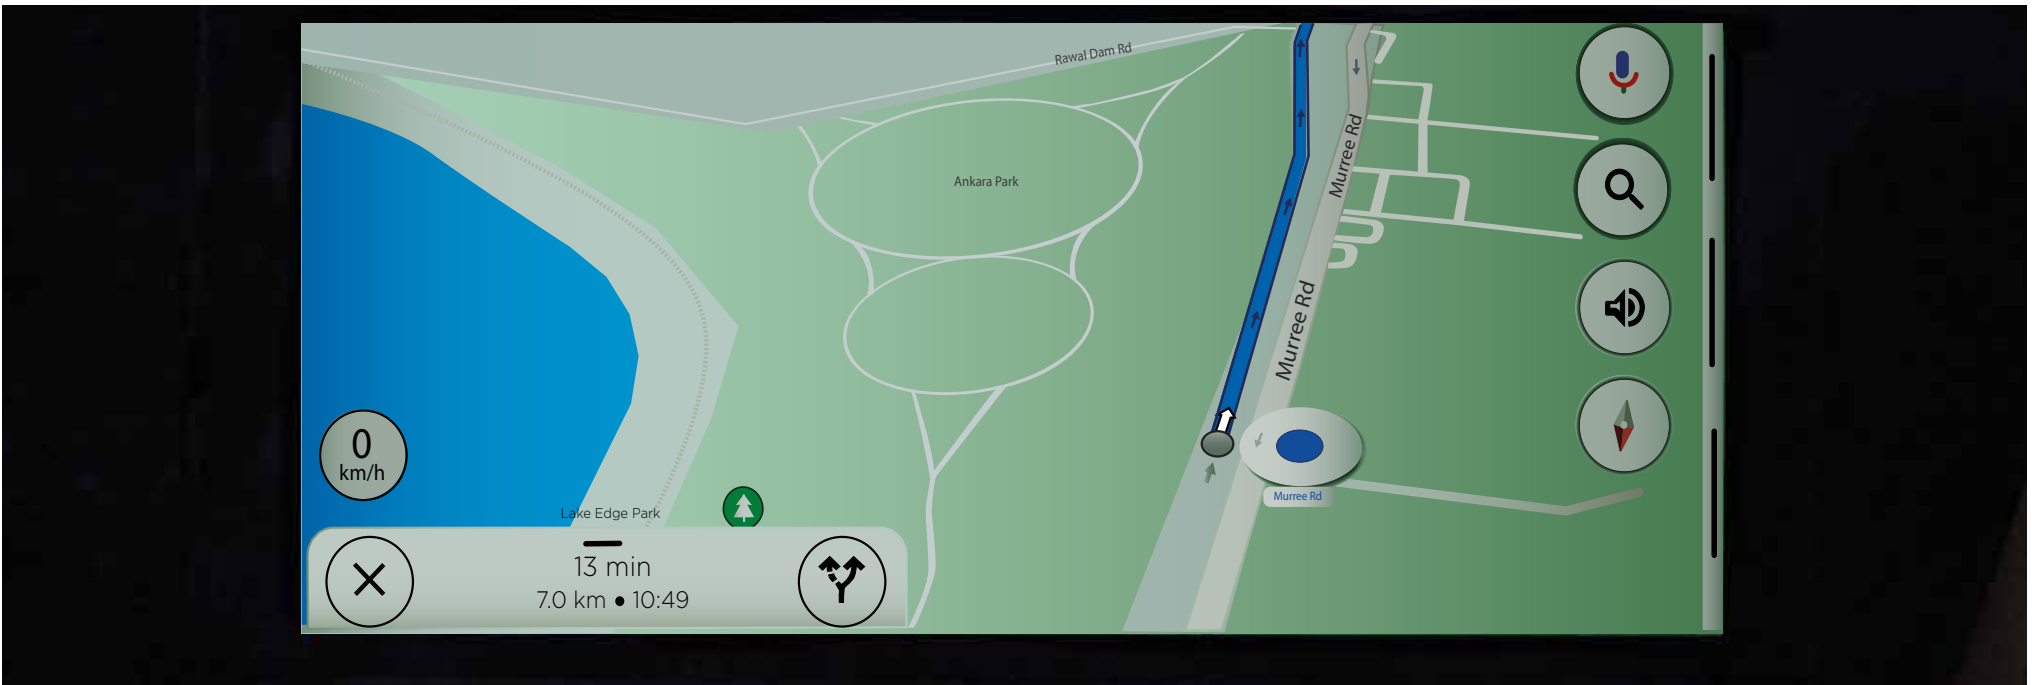 Rawal Dam Rd
Ankara Park
Murree Rd
Murree Rd
0
km/h
Murree Rd
Lake Edge Park
13 min
7.0 km • 10:49